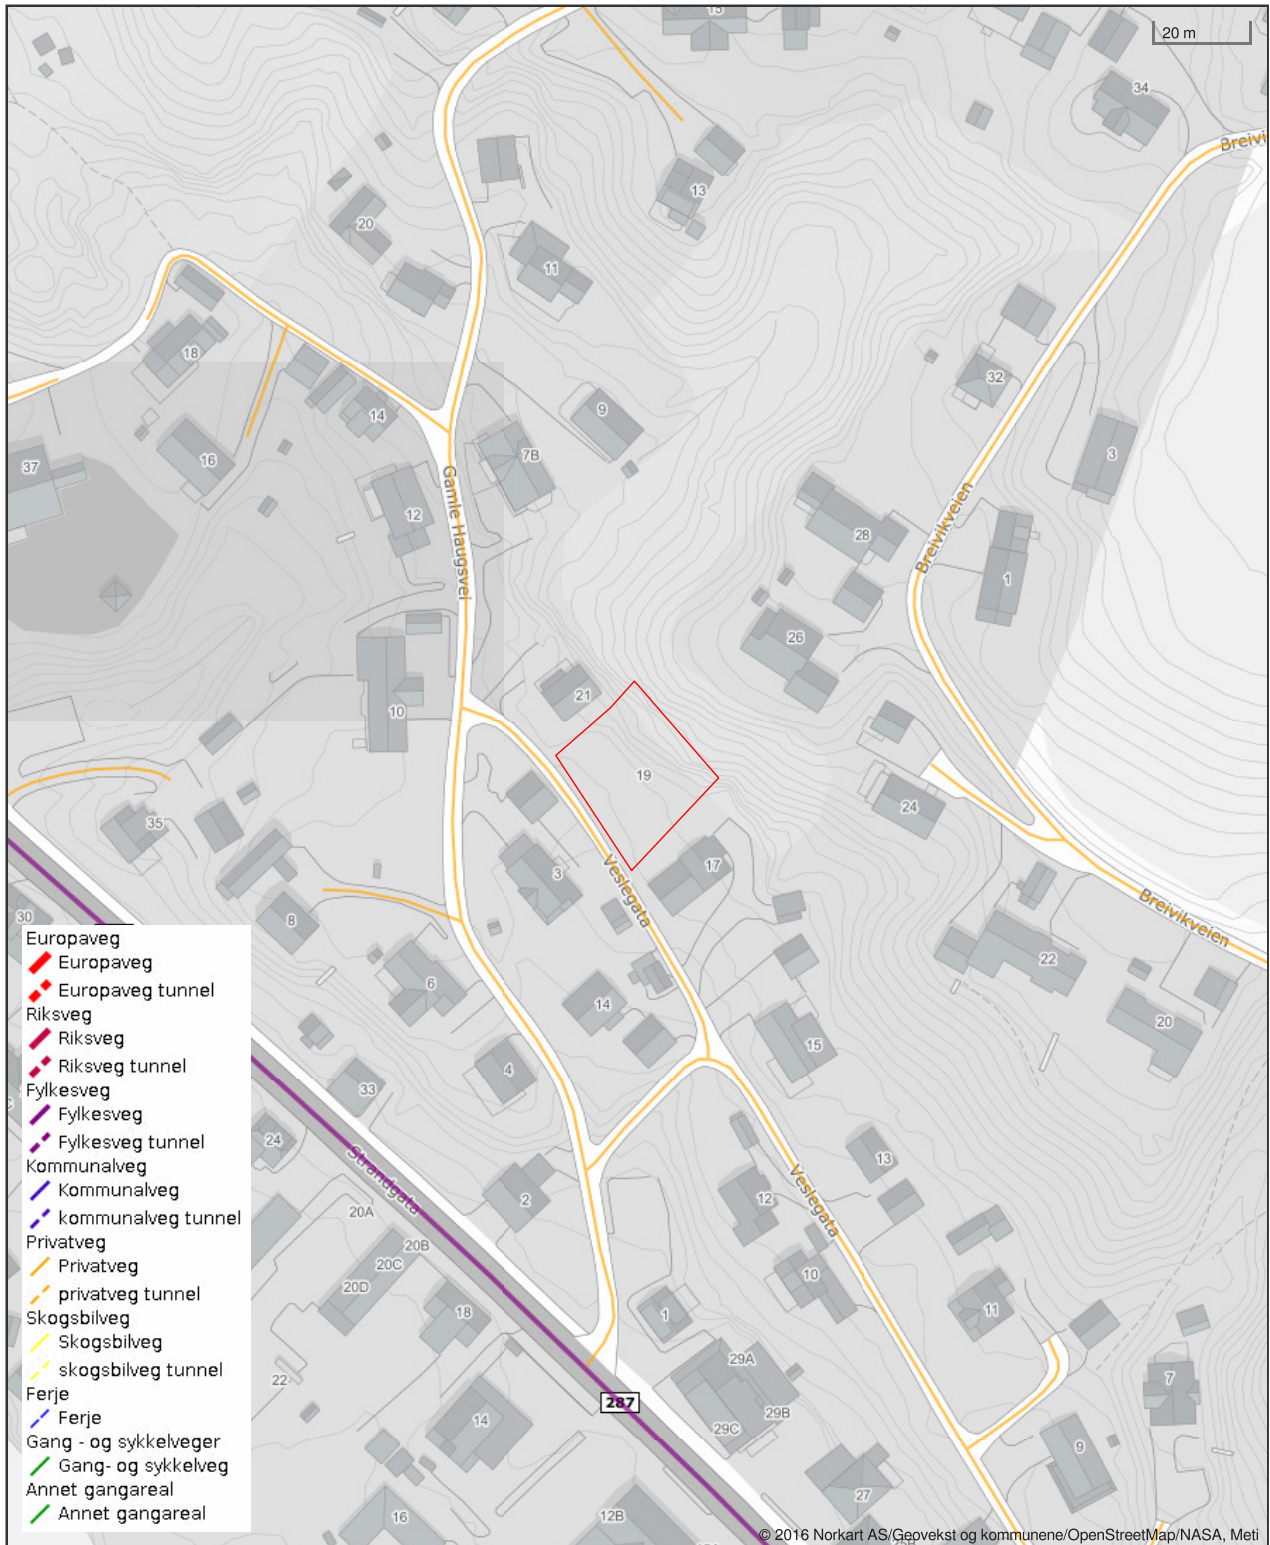 15
20 m
34
Breivi
13
20
11
18
32
14
9
3
7B
16
37
12
28
Gamle Haugsvei
Breivikveien
1
26
21
10
19
24
35
17
3
Veslegata
Breivikveien
30
8
22
6
14
20
15
4
33
24
Strandgata
13
2
12
Veslegata
20A
20B
20C
20D
10
18
1
11
29A
22
7
287
14
29B
29C
9
27
16
12B
Europaveg
Europaveg
Europaveg tunnel
Riksveg
Riksveg
Riksveg tunnel
Fylkesveg
Fylkesveg
Fylkesveg tunnel
Kommunalveg
Kommunalveg
kommunalveg tunnel
Privatveg
Privatveg
privatveg tunnel
Skogsbilveg
Skogsbilveg
skogsbilveg tunnel
Ferje
Ferje
Gang - og sykkelveger
Gang- og sykkelveg
Annet gangareal
Annet gangareal
© 2016 Norkart AS/Geovekst og kommunene/OpenStreetMap/NASA, Meti